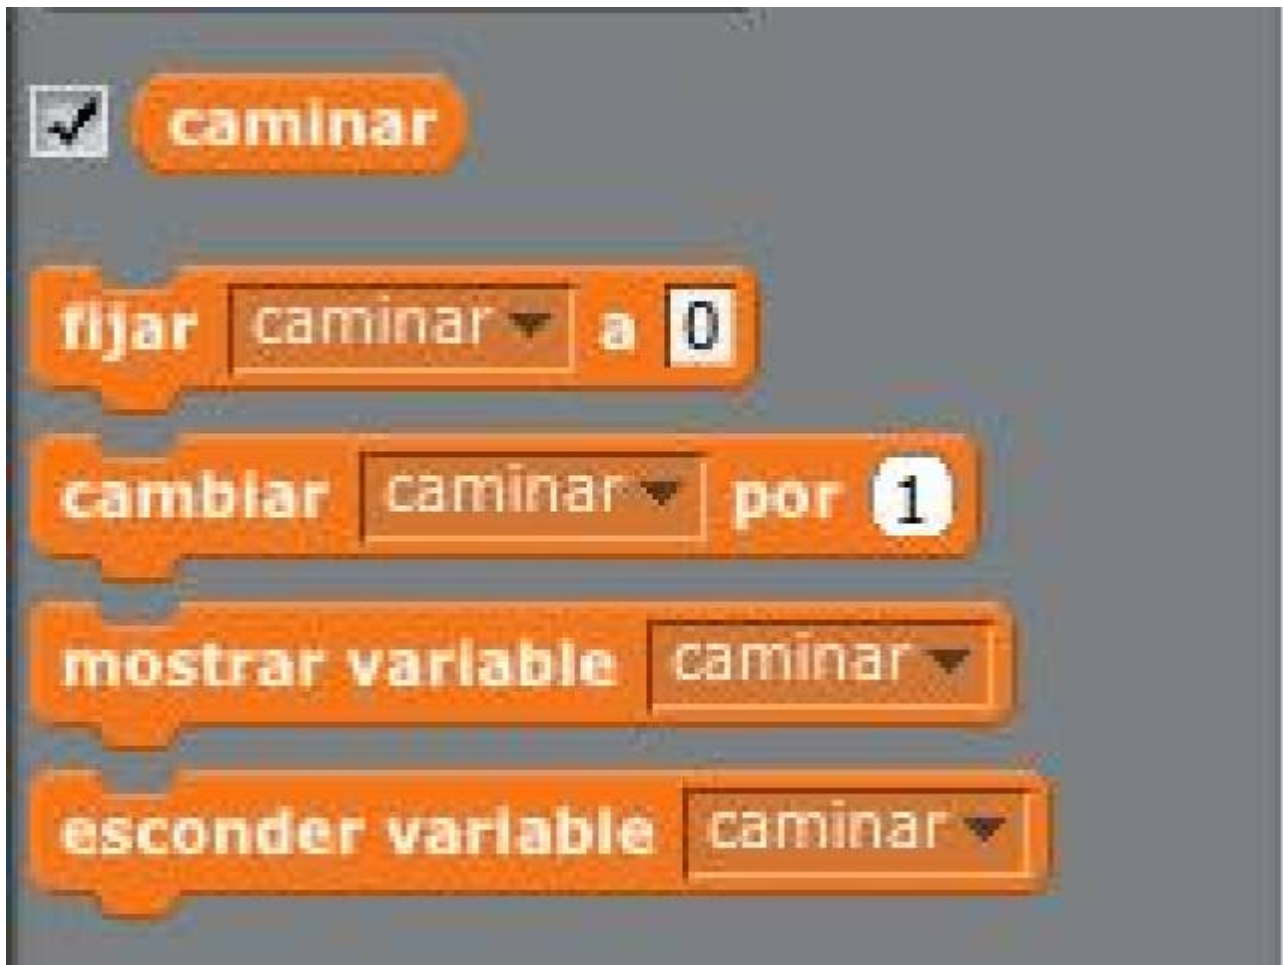 caminar
fijar caminar a 0
cambiar caminar por 1
mostrar variable caminar
esconder variable caminar